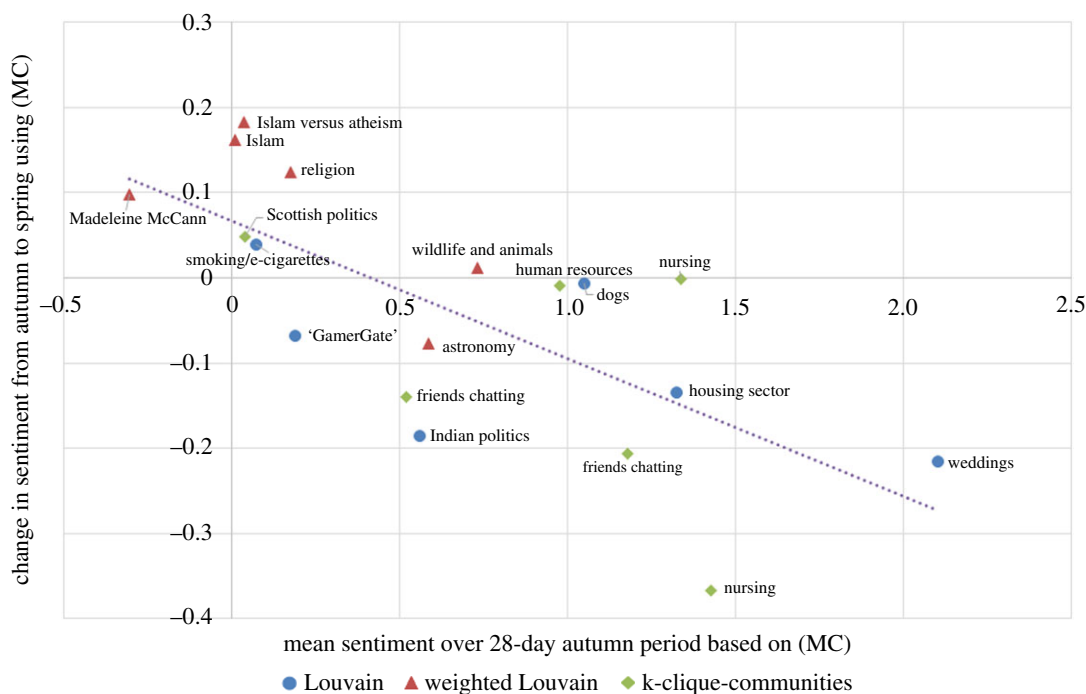 change in sentiment from autumn to spring using (MC)
0.3
0.2
0.1
0
–0.1
–0.2
–0.3
–0.4
–0.5
0
0.5
1.0
1.5
2.0
2.5
Islam versus atheism
Islam
religion
Madeleine McCann
Scottish politics
smoking/e-cigarettes
wildlife and animals
human resources
nursing
dogs
‘GamerGate’
astronomy
friends chatting
housing sector
Indian politics
friends chatting
weddings
nursing
mean sentiment over 28-day autumn period based on (MC)
Louvain
weighted Louvain
k-clique-communities